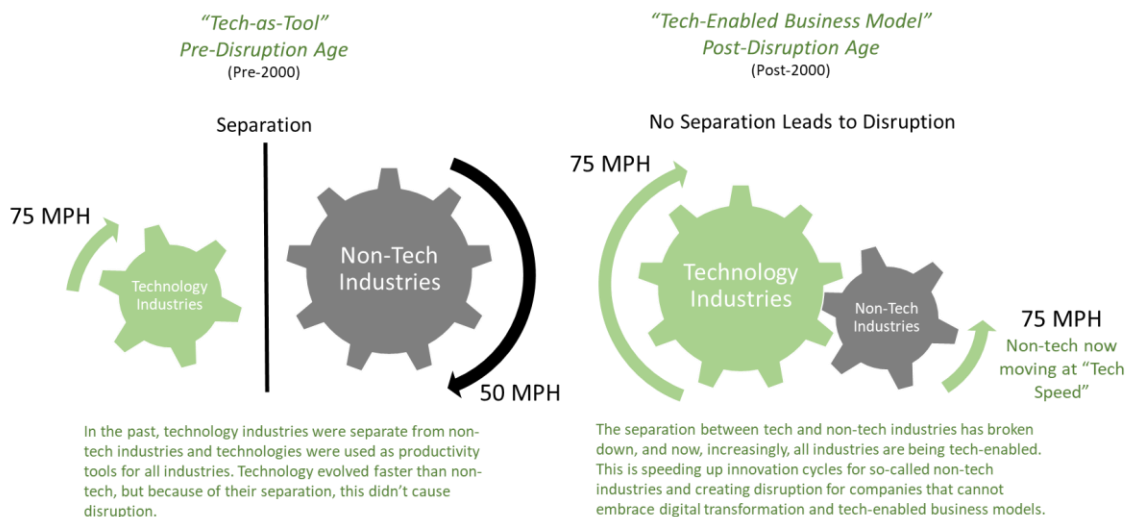 “Tech-as-Tool”
Pre-Disruption Age
(Pre-2000)
Separation
75 MPH
Technology
Industries
Non-Tech
Industries
50 MPH
In the past, technology industries were separate from non-
tech industries and technologies were used as productivity
tools for all industries. Technology evolved faster than non-
tech, but because of their separation, this didn’t cause
disruption.
“Tech-Enabled Business Model”
Post-Disruption Age
(Post-2000)
No Separation Leads to Disruption
75 MPH
Technology
Industries
Non-Tech
Industries
75 MPH
Non-tech now
moving at “Tech
Speed”
The separation between tech and non-tech industries has broken
down, and now, increasingly, all industries are being tech-enabled.
This is speeding up innovation cycles for so-called non-tech
industries and creating disruption for companies that cannot
embrace digital transformation and tech-enabled business models.